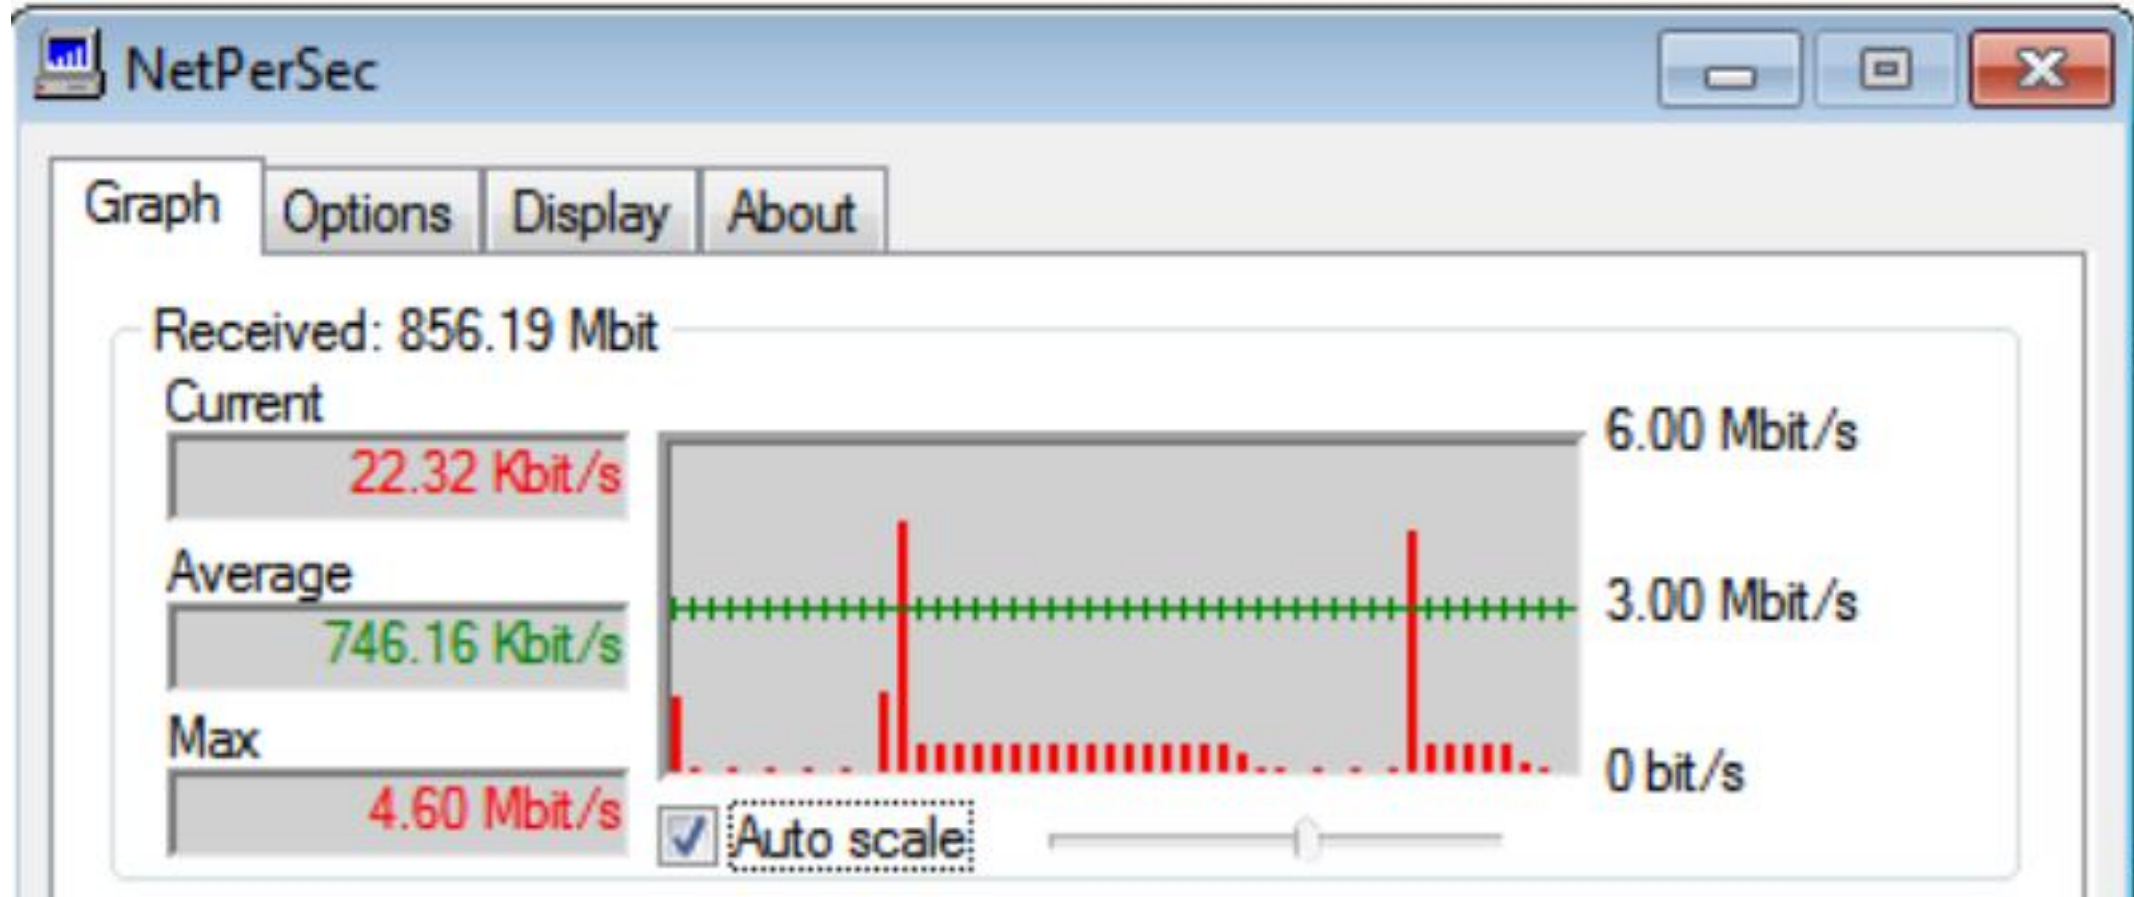 NetPerSec
Graph Options Display About
Received: 856.19 Mbit
Current
22.32 Kbit/s
Average
746.16 Kbit/s
Max
4.60 Mbit/s
6.00 Mbit/s
3.00 Mbit/s
0 bit/s
Auto scale